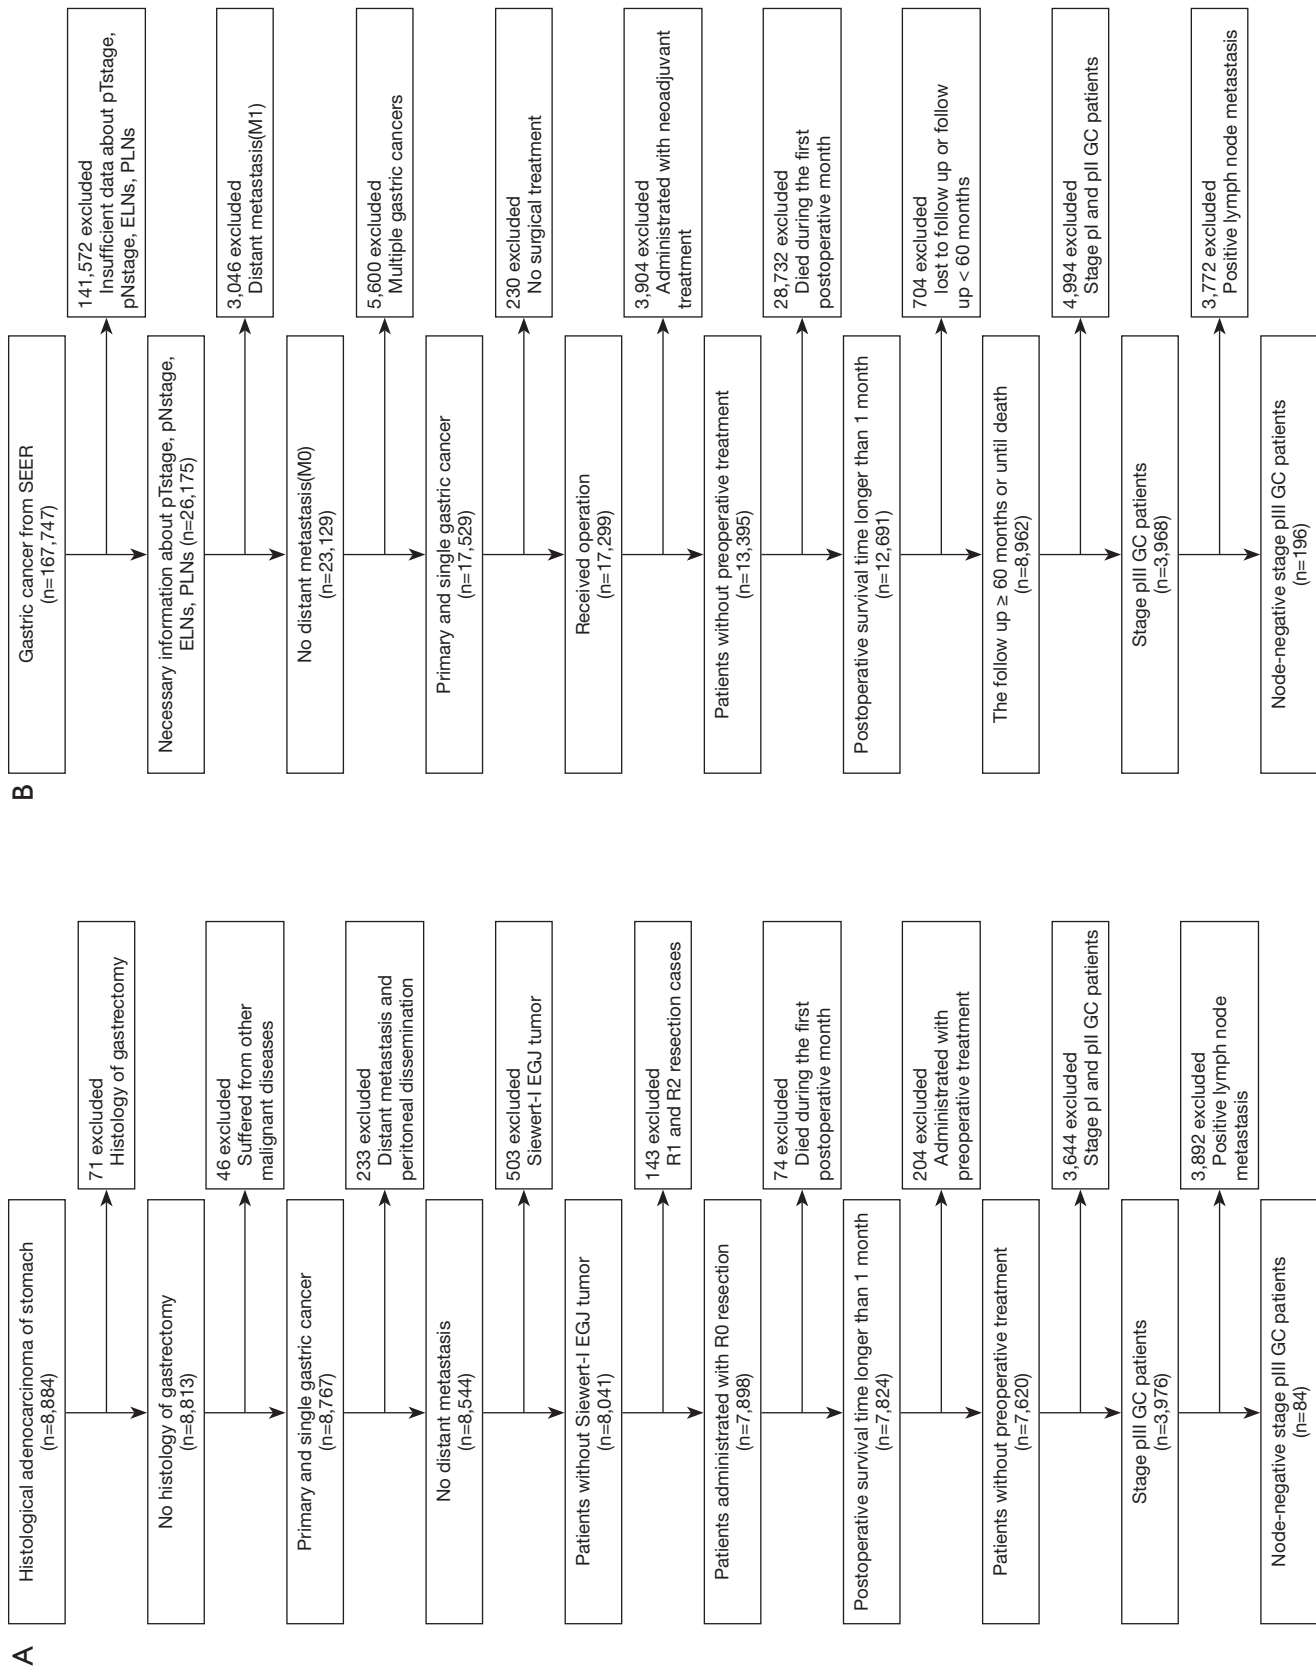 A
Histological adenocarcinoma of stomach
(n=8,884)
71 excluded
Histology of gastrectomy
No histology of gastrectomy
(n=8,813)
46 excluded
Suffered from other
malignant diseases
Primary and single gastric cancer
(n=8,767)
233 excluded
Distant metastasis and
peritoneal dissemination
No distant metastasis
(n=8,544)
503 excluded
Siewert-I EGJ tumor
Patients without Siewert-I EGJ tumor
(n=8,041)
143 excluded
R1 and R2 resection cases
Patients administrated with R0 resection
(n=7,898)
74 excluded
Died during the first
postoperative month
Postoperative survival time longer than 1 month
(n=7,824)
204 excluded
Administrated with
preoperative treatment
Patients without preoperative treatment
(n=7,620)
3,644 excluded
Stage pI and pII GC patients
Stage pIII GC patients
(n=3,976)
3,892 excluded
Positive lymph node
metastasis
Node-negative stage pIII GC patients
(n=84)
B
Gastric cancer from SEER
(n=167,747)
141,572 excluded
Insufficient data about pTstage,
pNstage, ELNs, PLNs
Necessary information about pTstage, pNstage,
ELNs, PLNs (n=26,175)
3,046 excluded
Distant metastasis(M1)
No distant metastasis(M0)
(n=23,129)
5,600 excluded
Multiple gastric cancers
Primary and single gastric cancer
(n=17,529)
230 excluded
No surgical treatment
Received operation
(n=17,299)
3,904 excluded
Administrated with neoadjuvant
treatment
Patients without preoperative treatment
(n=13,395)
28,732 excluded
Died during the first
postoperative month
Postoperative survival time longer than 1 month
(n=12,691)
704 excluded
lost to follow up or follow
up < 60 months
The follow up ≥ 60 months or until death
(n=8,962)
4,994 excluded
Stage pI and pII GC patients
Stage pIII GC patients
(n=3,968)
3,772 excluded
Positive lymph node metastasis
Node-negative stage pIII GC patients
(n=196)